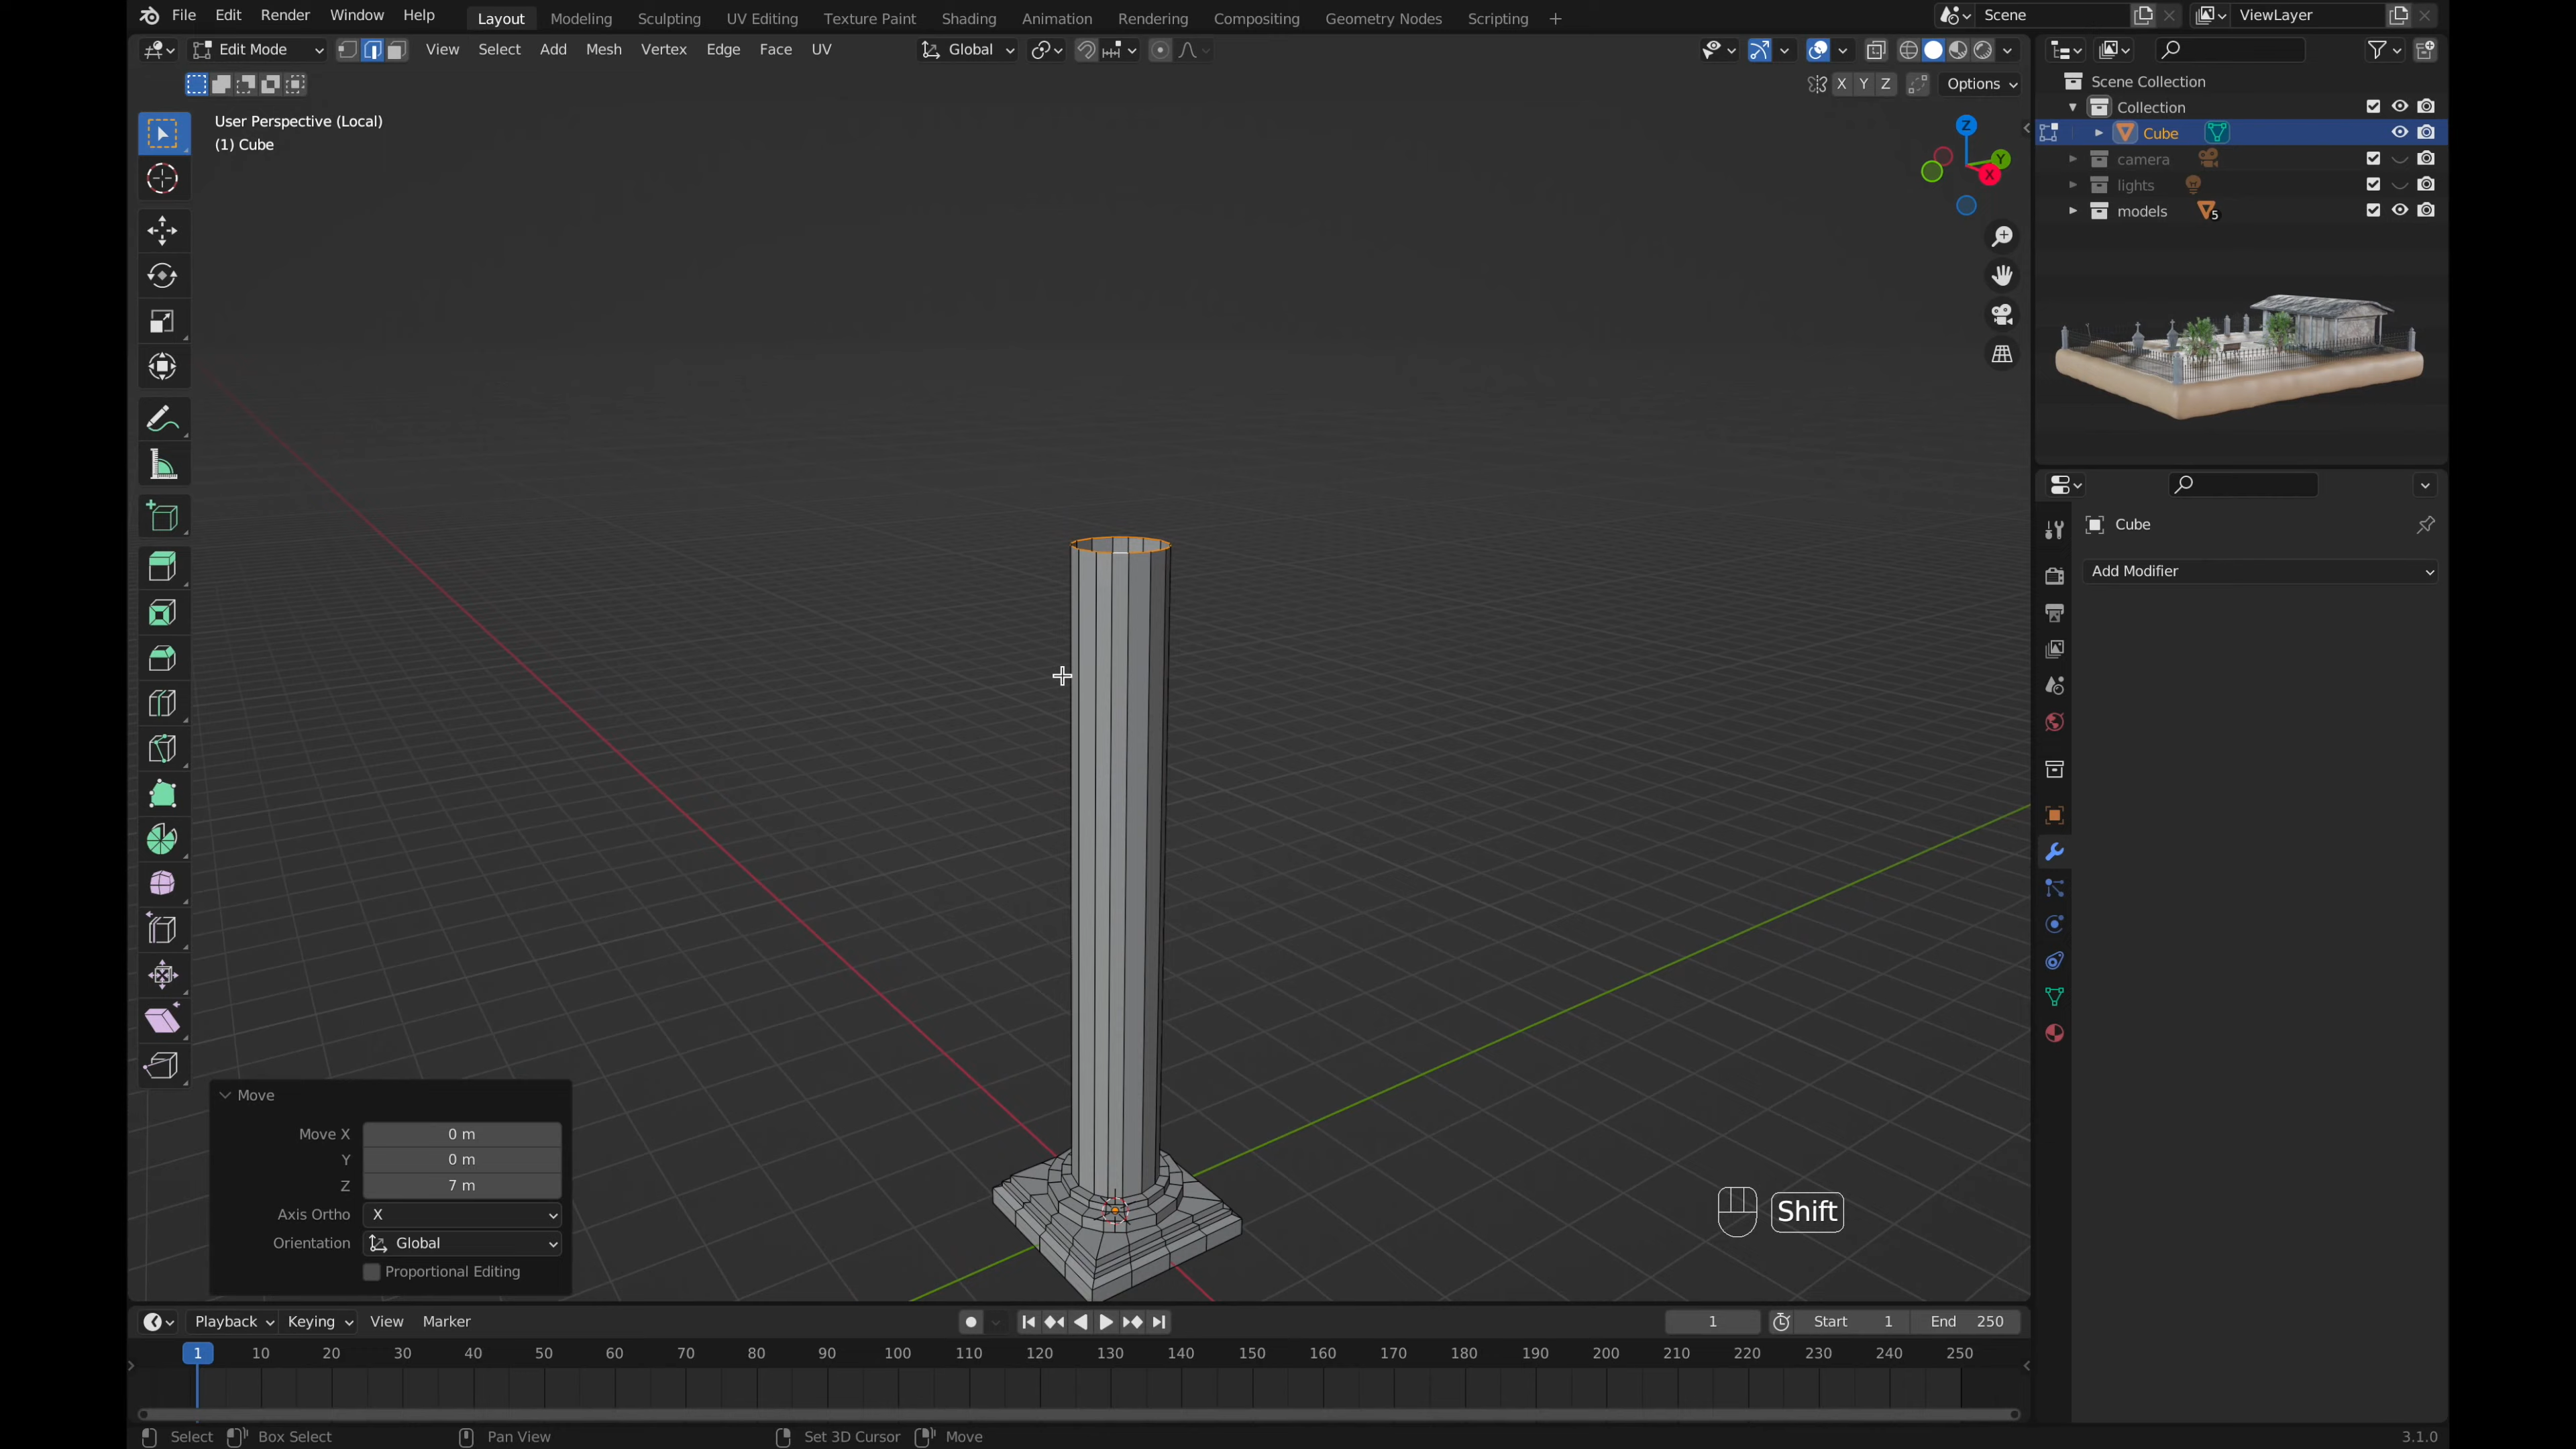 File Edit Render Window Help Layout Modeling Sculpting UV Editing Texture Paint Shading Animation Rendering Compositing Geometry Nodes Scripting + Scene ViewLayer
Edit Mode View Select Add Mesh Vertex Edge Face UV Global
X Y Z Options
User Perspective (Local)
(1) Cube
Z
Y
X
Scene Collection
Collection
Cube
camera
lights
models 5
Cube
Add Modifier
Move
Move X 0 m
Y 0 m
Z 7 m
Axis Ortho X
Orientation Global
Proportional Editing
Shift
Playback Keying View Marker 1 Start 1 End 250
1 10 20 30 40 50 60 70 80 90 100 110 120 130 140 150 160 170 180 190 200 210 220 230 240 250
Select Box Select Pan View Set 3D Cursor Move 3.1.0